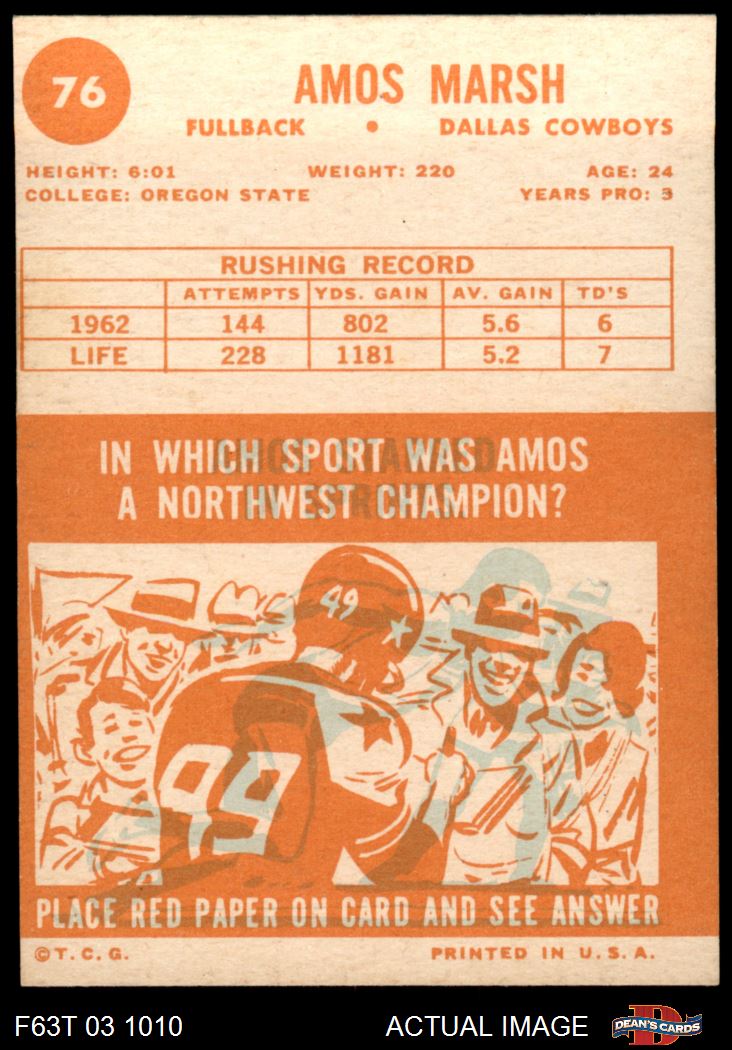 76
AMOS MARSH
FULLBACK • DALLAS COWBOYS
HEIGHT: 6:01 WEIGHT: 220 AGE: 24
COLLEGE: OREGON STATE YEARS PRO: 3
RUSHING RECORD
ATTEMPTS YDS. GAIN AV. GAIN TD'S
1962 144 802 5.6 6
LIFE 228 1181 5.2 7
IN WHICH SPORT WAS AMOS
A NORTHWEST CHAMPION?
49
89
PLACE RED PAPER ON CARD AND SEE ANSWER
© T. C. G. PRINTED IN U. S. A.
F63T 03 1010 ACTUAL IMAGE DEAN'S CARDS